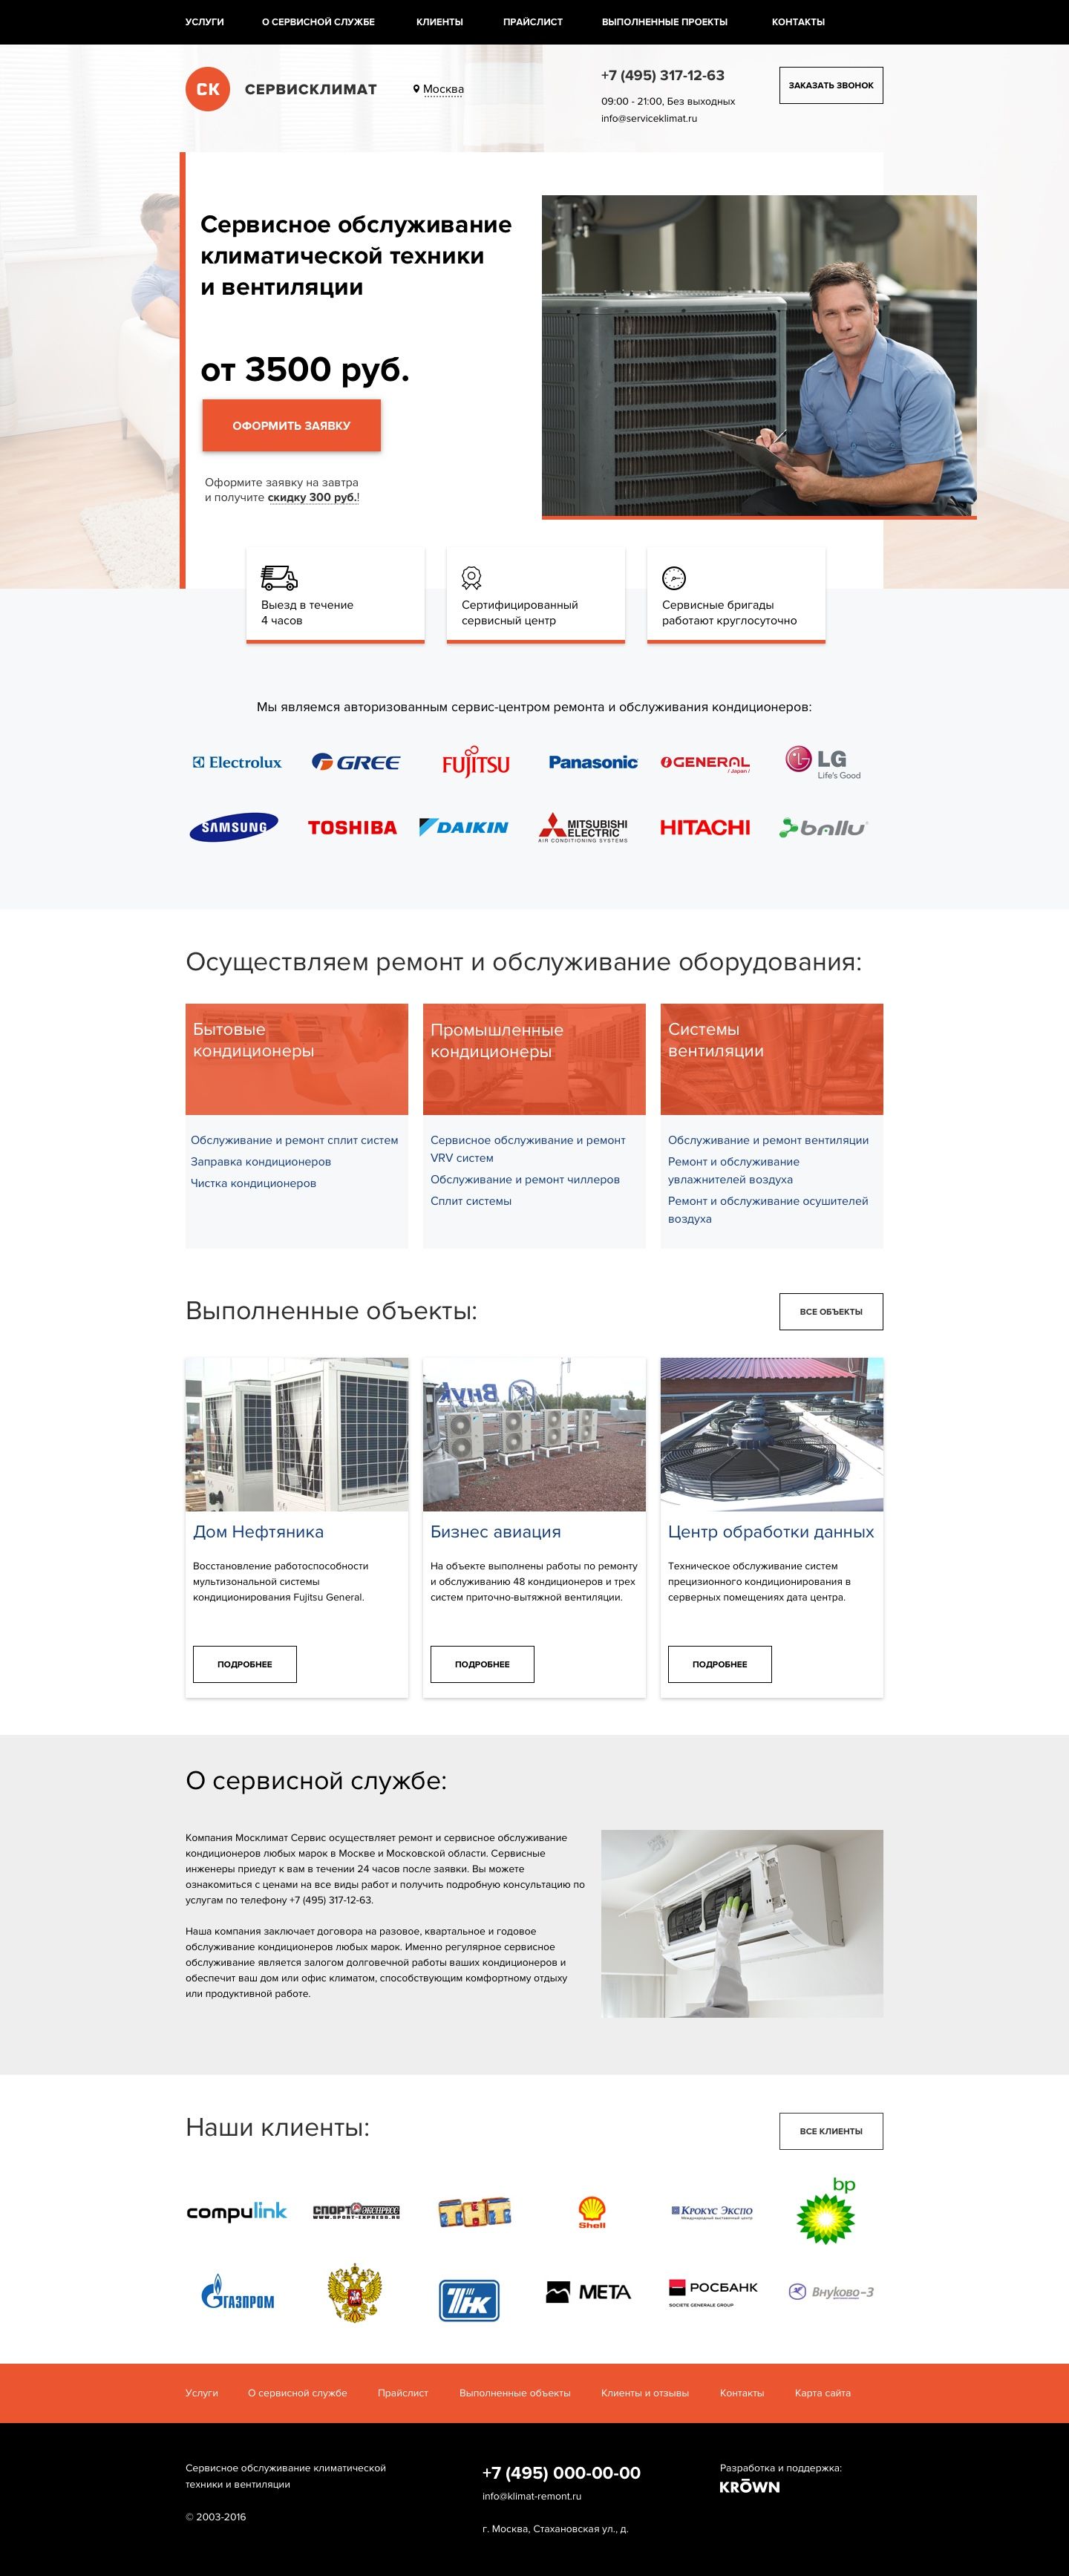 УСЛУГИ О СЕРВИСНОЙ СЛУЖБЕ КЛИЕНТЫ ПРАЙСЛИСТ ВЫПОЛНЕННЫЕ ПРОЕКТЫ КОНТАКТЫ
СК СЕРВИСКЛИМАТ
Москва
+7 (495) 317-12-63
09:00 - 21:00, Без выходных
info@serviceklimat.ru
ЗАКАЗАТЬ ЗВОНОК
Сервисное обслуживание
климатической техники
и вентиляции
от 3500 руб.
ОФОРМИТЬ ЗАЯВКУ
Оформите заявку на завтра
и получите скидку 300 руб.!
Выезд в течение
4 часов
Сертифицированный
сервисный центр
Сервисные бригады
работают круглосуточно
Мы являемся авторизованным сервис-центром ремонта и обслуживания кондиционеров:
Electrolux GREE FUJITSU Panasonic GENERAL LG
/ Japan /
Life's Good
SAMSUNG TOSHIBA DAIKIN MITSUBISHI HITACHI ballu
ELECTRIC
AIR CONDITIONING SYSTEMS
Осуществляем ремонт и обслуживание оборудования:
Бытовые
кондиционеры
Обслуживание и ремонт сплит систем
Заправка кондиционеров
Чистка кондиционеров
Промышленные
кондиционеры
Сервисное обслуживание и ремонт
VRV систем
Обслуживание и ремонт чиллеров
Сплит системы
Системы
вентиляции
Обслуживание и ремонт вентиляции
Ремонт и обслуживание
увлажнителей воздуха
Ремонт и обслуживание осушителей
воздуха
Выполненные объекты:
ВСЕ ОБЪЕКТЫ
Внук
Дом Нефтяника
Восстановление работоспособности
мультизональной системы
кондиционирования Fujitsu General.
ПОДРОБНЕЕ
Бизнес авиация
На объекте выполнены работы по ремонту
и обслуживанию 48 кондиционеров и трех
систем приточно-вытяжной вентиляции.
ПОДРОБНЕЕ
Центр обработки данных
Техническое обслуживание систем
прецизионного кондиционирования в
серверных помещениях дата центра.
ПОДРОБНЕЕ
О сервисной службе:
Компания Москлимат Сервис осуществляет ремонт и сервисное обслуживание
кондиционеров любых марок в Москве и Московской области. Сервисные
инженеры приедут к вам в течении 24 часов после заявки. Вы можете
ознакомиться с ценами на все виды работ и получить подробную консультацию по
услугам по телефону +7 (495) 317-12-63.
Наша компания заключает договора на разовое, квартальное и годовое
обслуживание кондиционеров любых марок. Именно регулярное сервисное
обслуживание является залогом долговечной работы ваших кондиционеров и
обеспечит ваш дом или офис климатом, способствующим комфортному отдыху
или продуктивной работе.
Наши клиенты:
ВСЕ КЛИЕНТЫ
compulink СПОРТ ЭКСПРЕСС ТНТ Shell Крокус Экспо bp
WWW.SPORT-EXPRESS.RU
Международный выставочный центр
ГАЗПРОМ ТНК МЕТА РОСБАНК Внуково-3
SOCIETE GENERALE GROUP
Услуги О сервисной службе Прайслист Выполненные объекты Клиенты и отзывы Контакты Карта сайта
Сервисное обслуживание климатической
техники и вентиляции
© 2003-2016
+7 (495) 000-00-00
info@klimat-remont.ru
г. Москва, Стахановская ул., д.
Разработка и поддержка:
KRŌWN